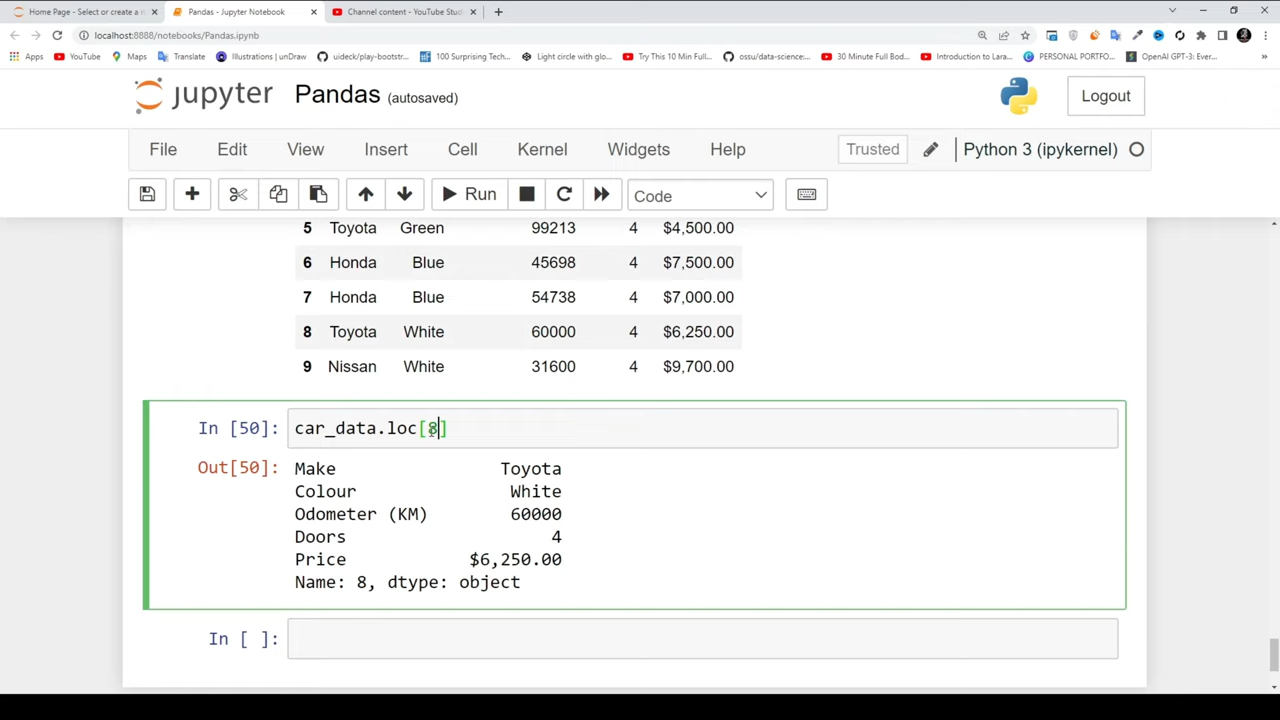 Home Page - Select or create a n
Pandas - Jupyter Notebook
Channel content - YouTube Stud
localhost:8888/notebooks/Pandas.ipynb
Apps YouTube Maps Translate Illustrations | unDraw uideck/play-bootstr... 100 Surprising Tech... Light circle with glo... Try This 10 Min Full... ossu/data-science:... 30 Minute Full Bod... Introduction to Lara... PERSONAL PORTFO... OpenAI GPT-3: Ever... »
jupyter Pandas (autosaved) Logout
File Edit View Insert Cell Kernel Widgets Help Trusted Python 3 (ipykernel)
Run Code
5 Toyota Green 99213 4 $4,500.00
6 Honda Blue 45698 4 $7,500.00
7 Honda Blue 54738 4 $7,000.00
8 Toyota White 60000 4 $6,250.00
9 Nissan White 31600 4 $9,700.00
In [50]: car_data.loc[8]
Out[50]: Make Toyota
Colour White
Odometer (KM) 60000
Doors 4
Price $6,250.00
Name: 8, dtype: object
In [ ]: